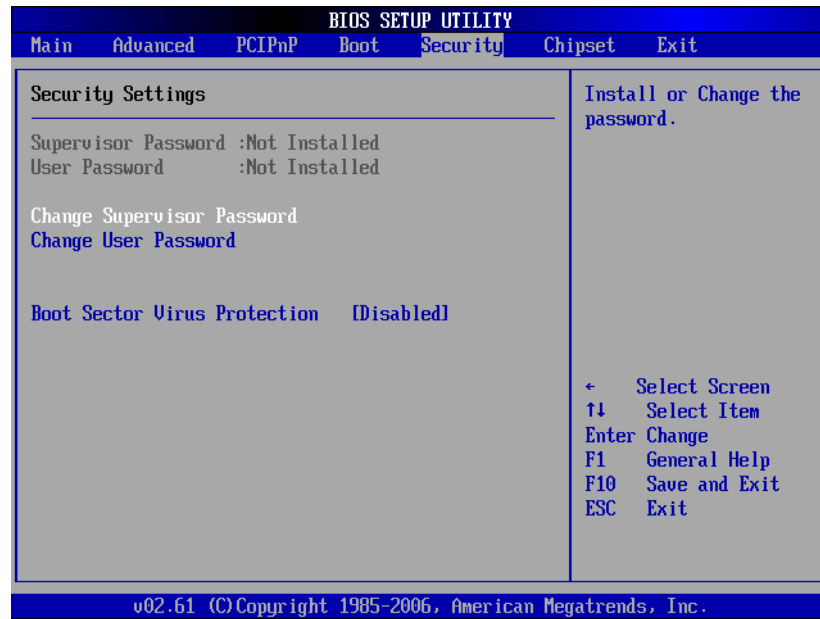 BIOS SETUP UTILITY
Main Advanced PCIPnP Boot Security Chipset Exit
Security Settings
Supervisor Password :Not Installed
User Password :Not Installed
Change Supervisor Password
Change User Password
Boot Sector Virus Protection [Disabled]
Install or Change the
password.
← Select Screen
↑↓ Select Item
Enter Change
F1 General Help
F10 Save and Exit
ESC Exit
v02.61 (C)Copyright 1985-2006, American Megatrends, Inc.